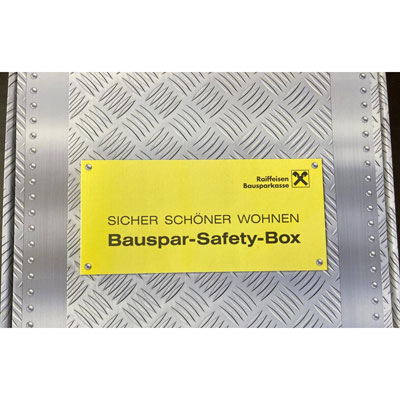 Raiffeisen
Bausparkasse
SICHER SCHÖNER WOHNEN
Bauspar-Safety-Box